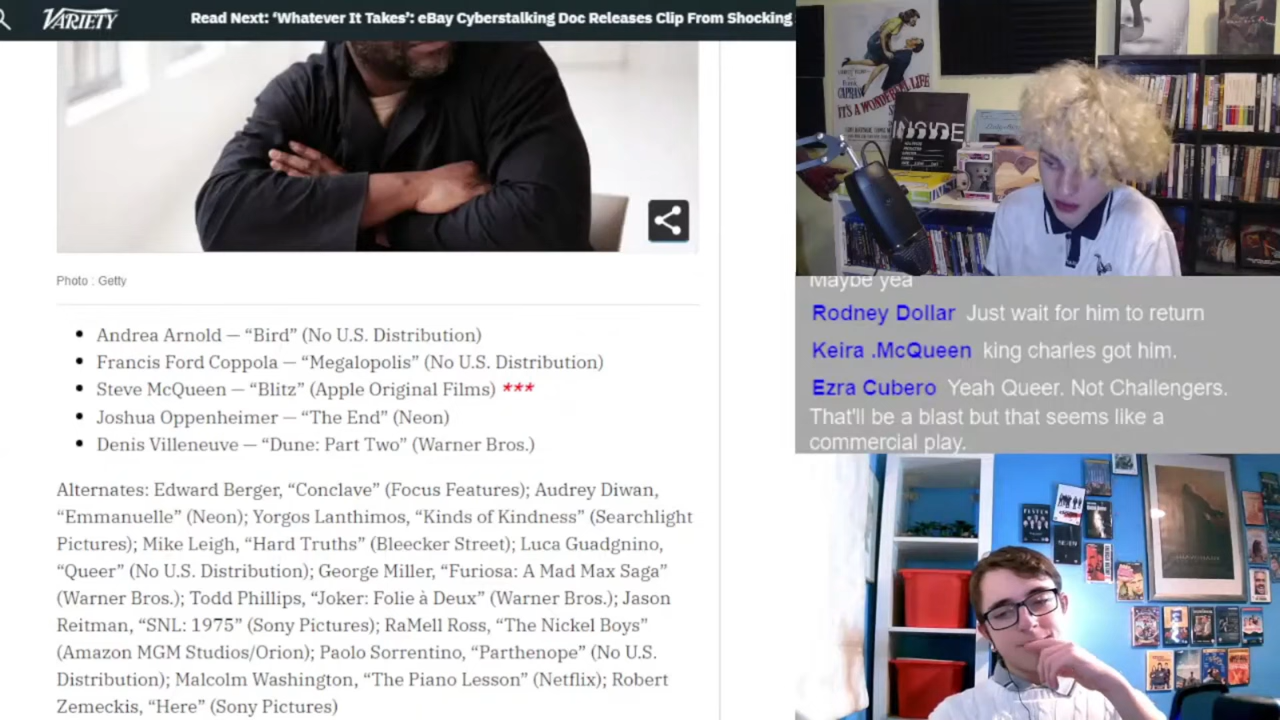 VARIETY
Read Next: ‘Whatever It Takes’: eBay Cyberstalking Doc Releases Clip From Shocking
Photo : Getty
Andrea Arnold — “Bird” (No U.S. Distribution)
Francis Ford Coppola — “Megalopolis” (No U.S. Distribution)
Steve McQueen — “Blitz” (Apple Original Films) ***
Joshua Oppenheimer — “The End” (Neon)
Denis Villeneuve — “Dune: Part Two” (Warner Bros.)
Alternates: Edward Berger, “Conclave” (Focus Features); Audrey Diwan,
“Emmanuelle” (Neon); Yorgos Lanthimos, “Kinds of Kindness” (Searchlight
Pictures); Mike Leigh, “Hard Truths” (Bleecker Street); Luca Guadgnino,
“Queer” (No U.S. Distribution); George Miller, “Furiosa: A Mad Max Saga”
(Warner Bros.); Todd Phillips, “Joker: Folie à Deux” (Warner Bros.); Jason
Reitman, “SNL: 1975” (Sony Pictures); RaMell Ross, “The Nickel Boys”
(Amazon MGM Studios/Orion); Paolo Sorrentino, “Parthenope” (No U.S.
Distribution); Malcolm Washington, “The Piano Lesson” (Netflix); Robert
Zemeckis, “Here” (Sony Pictures)
CAPRA'S
IT'S A WONDERFUL LIFE
INSIDE
Maybe yea
Rodney Dollar Just wait for him to return
Keira .McQueen king charles got him.
Ezra Cubero Yeah Queer. Not Challengers.
That'll be a blast but that seems like a
commercial play.